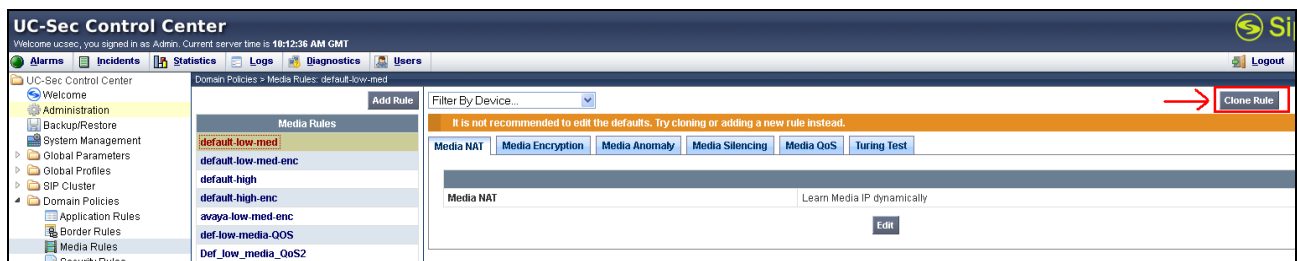 UC-Sec Control Center
Welcome ucsec, you signed in as Admin. Current server time is 10:12:36 AM GMT
Alarms Incidents Statistics Logs Diagnostics Users Logout
UC-Sec Control Center
Welcome
Administration
Backup/Restore
System Management
Global Parameters
Global Profiles
SIP Cluster
Domain Policies
Application Rules
Border Rules
Media Rules
Domain Policies > Media Rules: default-low-med
Add Rule
Filter By Device...
Clone Rule
Media Rules
default-low-med
default-low-med-enc
default-high
default-high-enc
avaya-low-med-enc
def-low-media-QOS
Def_low_media_QoS2
It is not recommended to edit the defaults. Try cloning or adding a new rule instead.
Media NAT Media Encryption Media Anomaly Media Silencing Media QoS Turing Test
Media NAT Learn Media IP dynamically
Edit